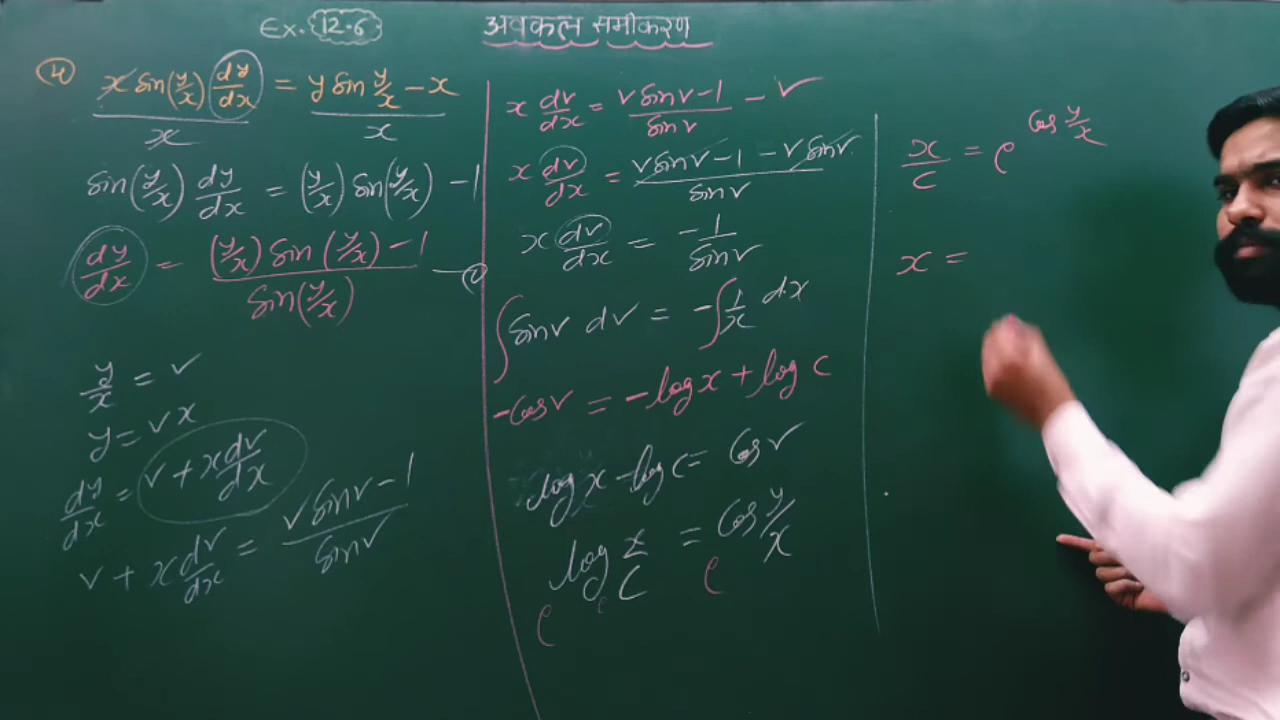 Ex. 12.6
अवकल समीकरण
(4) x sin(y/x) dy/dx / x = y sin y/x - x / x
sin(y/x) dy/dx = (y/x) sin(y/x) - 1
dy/dx = (y/x) sin (y/x) - 1 / sin(y/x) —(1)
y/x = v
y = vx
dy/dx = v + x dv/dx
v + x dv/dx = v sin v - 1 / sin v
x dv/dx = v sin v - 1 / sin v - v
x dv/dx = v sin v - 1 - v sin v / sin v
x dv/dx = -1 / sin v
∫ sin v dv = -∫ 1/x dx
-cos v = -log x + log c
log x - log c = cos v
e log e x/c = e cos y/x
x/c = e^cos y/x
x =